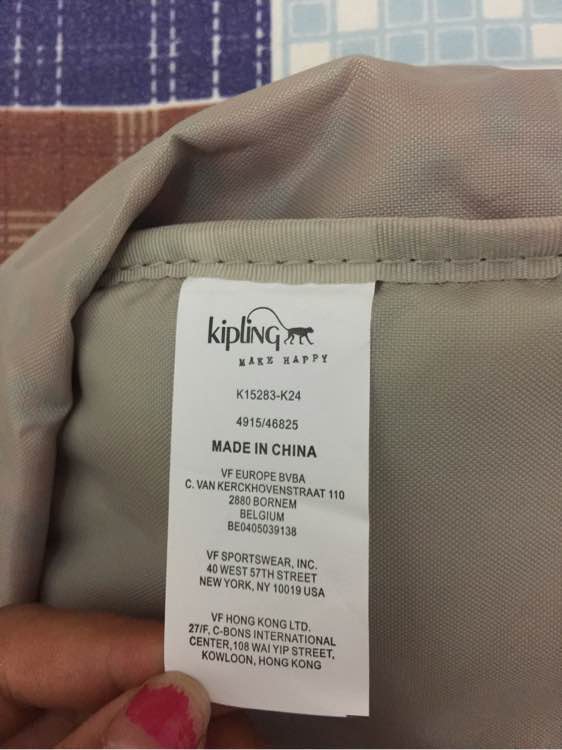 kipling
MAKE HAPPY
K15283-K24
4915/46825
MADE IN CHINA
VF EUROPE BVBA
C. VAN KERCKHOVENSTRAAT 110
2880 BORNEM
BELGIUM
BE0405039138
VF SPORTSWEAR, INC.
40 WEST 57TH STREET
NEW YORK, NY 10019 USA
VF HONG KONG LTD.
27/F, C-BONS INTERNATIONAL
CENTER,108 WAI YIP STREET,
KOWLOON, HONG KONG